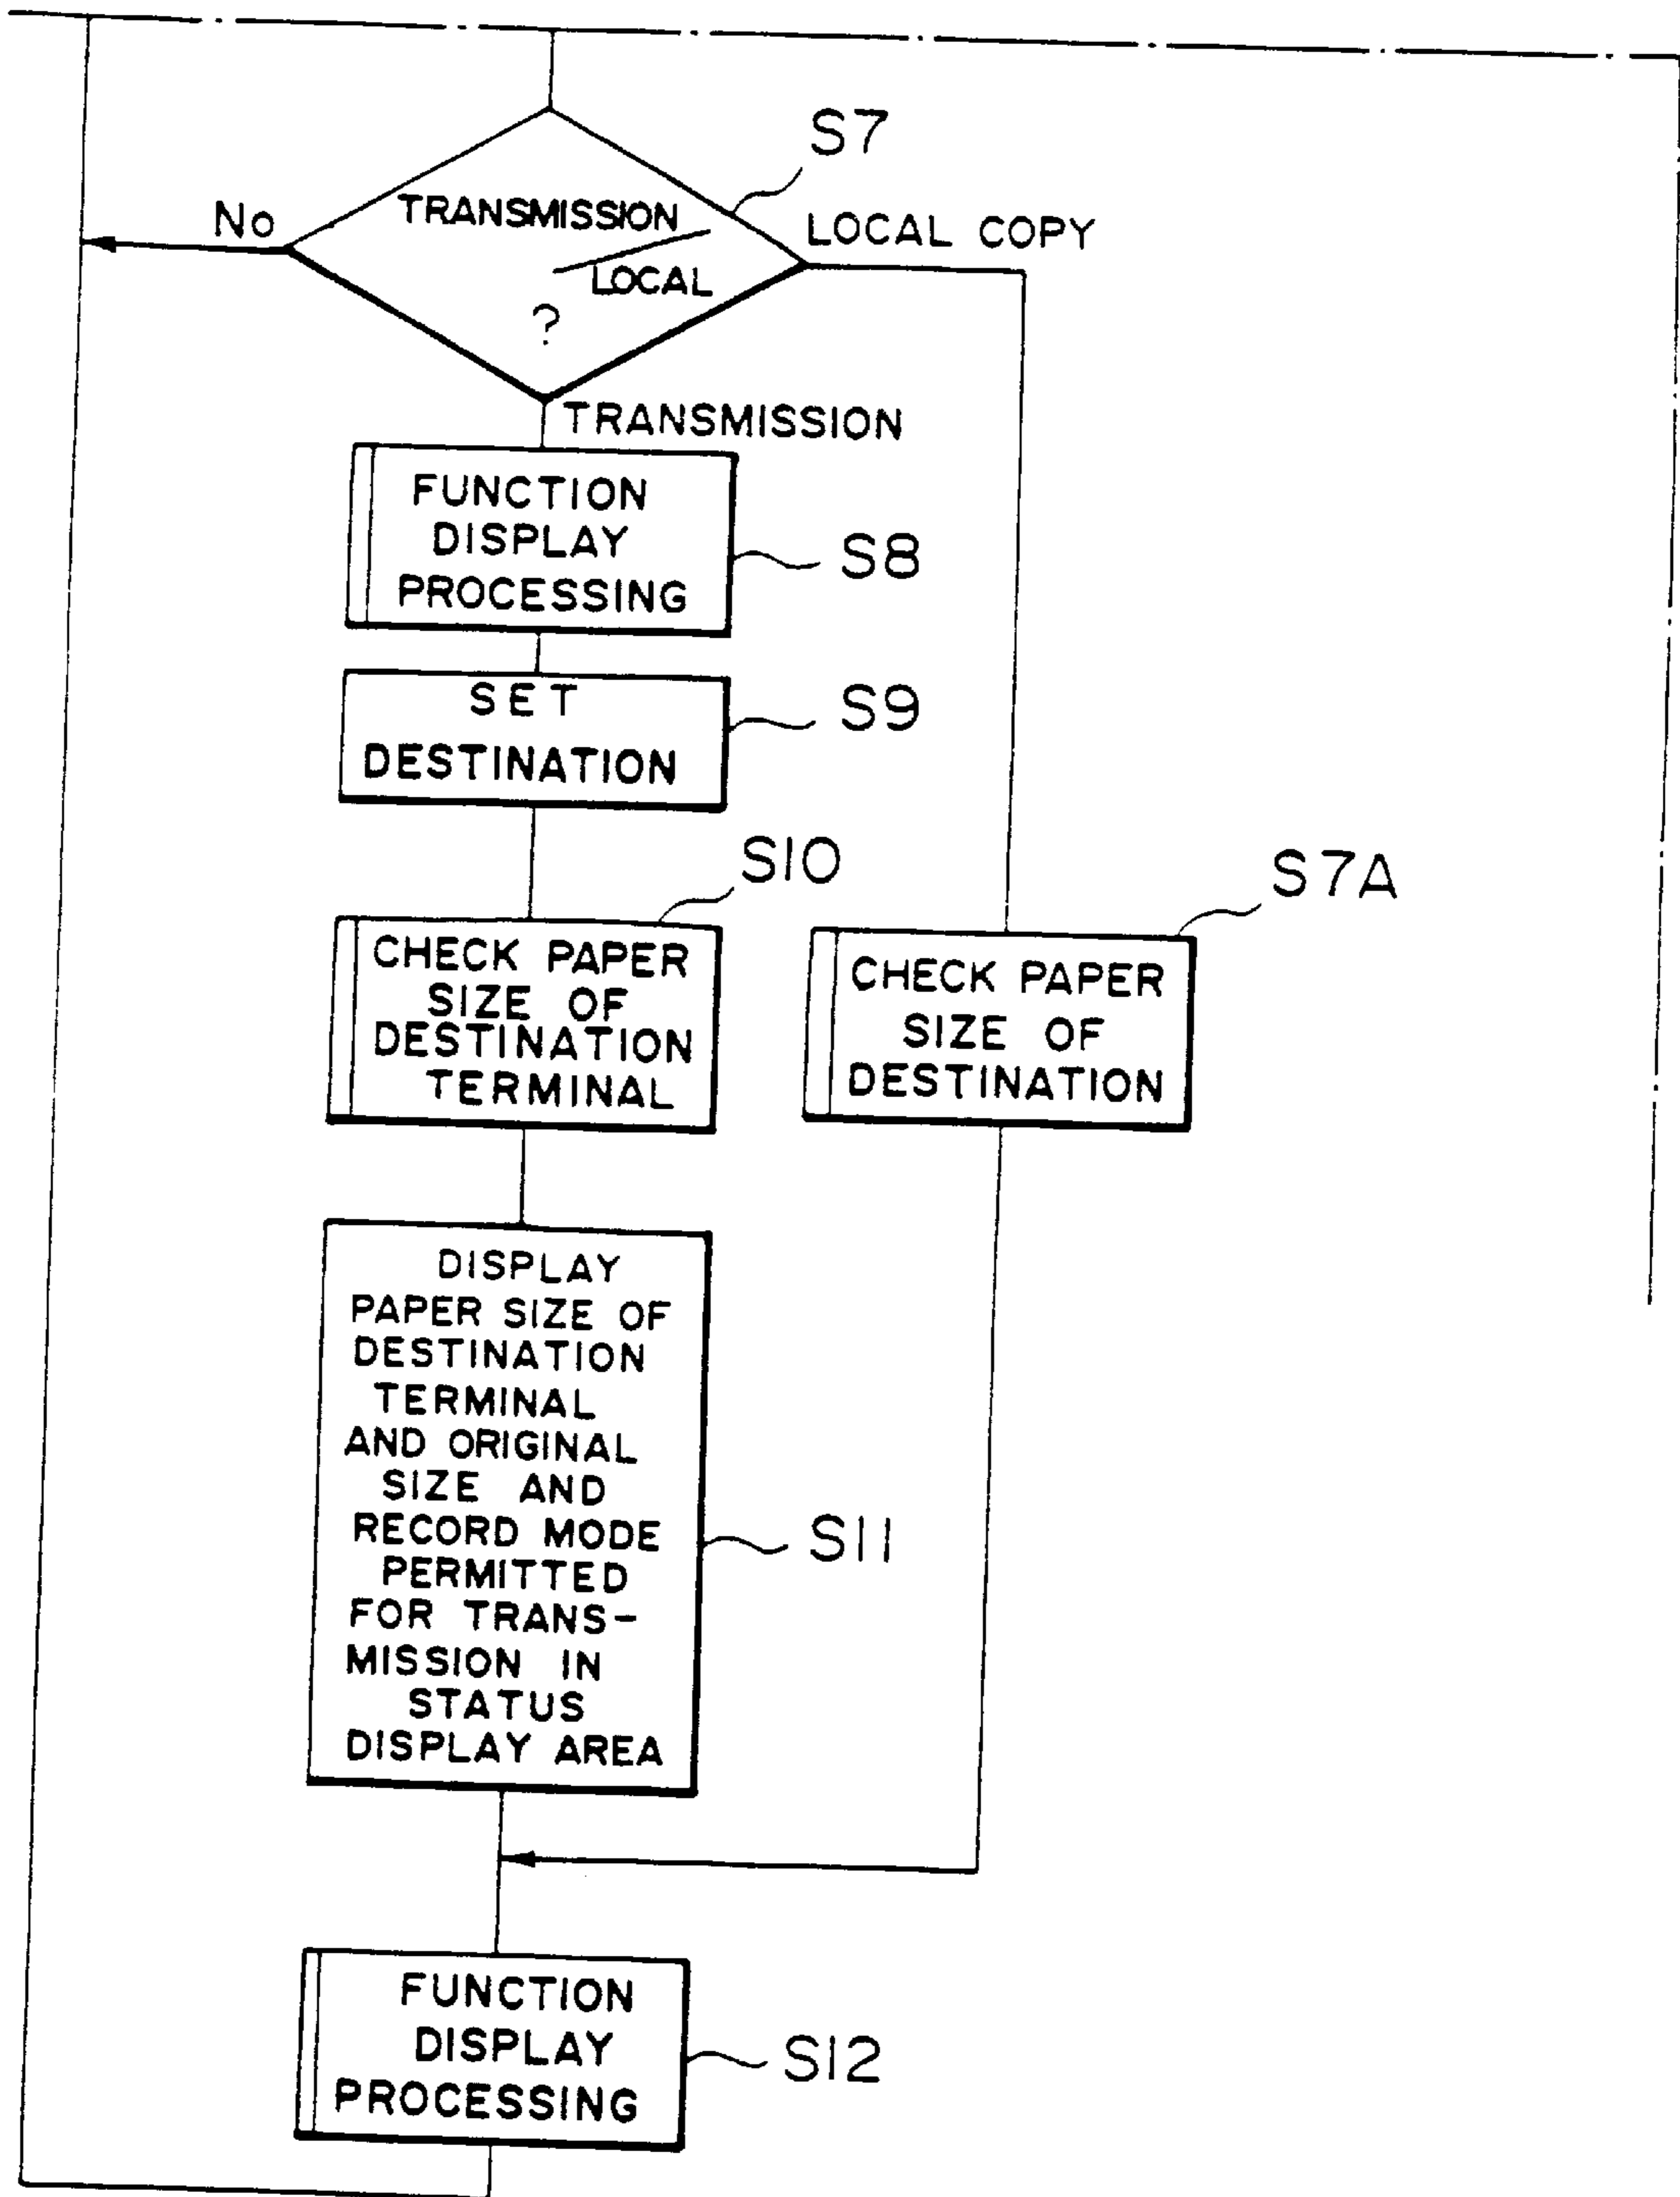 S7
No
TRANSMISSION
LOCAL COPY
LOCAL
?
TRANSMISSION
FUNCTION
DISPLAY
PROCESSING
S8
SET
DESTINATION
S9
S10
S7A
CHECK PAPER
SIZE OF
DESTINATION
TERMINAL
CHECK PAPER
SIZE OF
DESTINATION
DISPLAY
PAPER SIZE OF
DESTINATION
TERMINAL
AND ORIGINAL
SIZE AND
RECORD MODE
PERMITTED
FOR TRANS-
MISSION IN
STATUS
DISPLAY AREA
S11
FUNCTION
DISPLAY
PROCESSING
S12